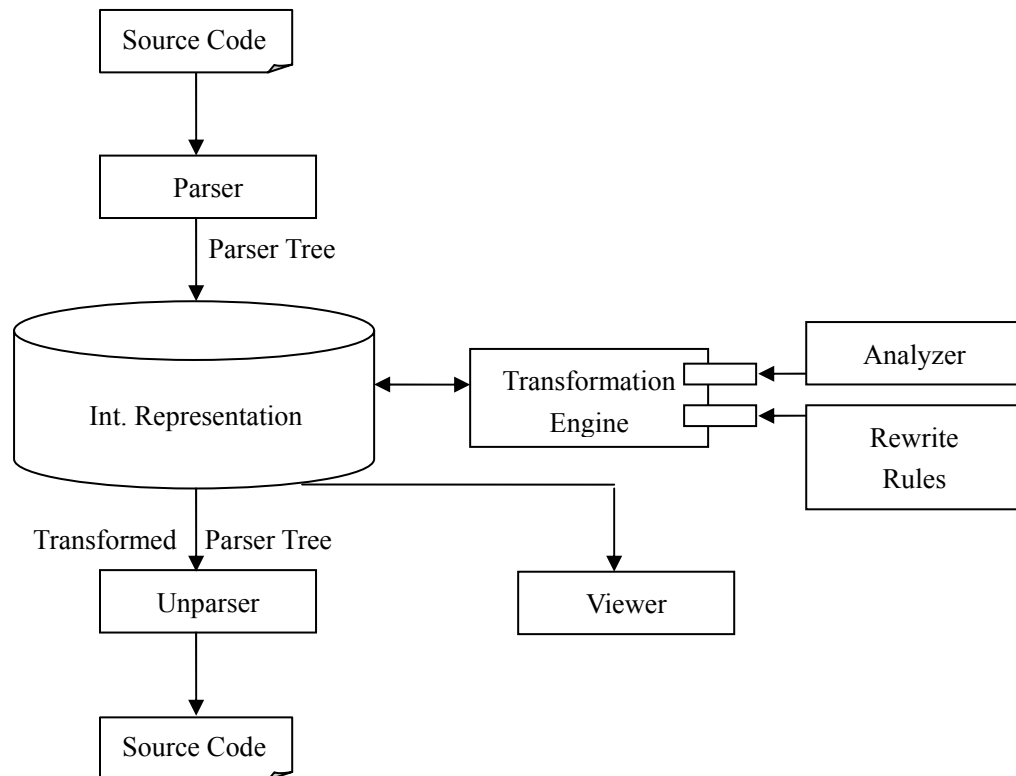 Source Code
Parser
Parser Tree
Int. Representation
Transformation
Engine
Analyzer
Rewrite
Rules
Transformed Parser Tree
Unparser
Viewer
Source Code